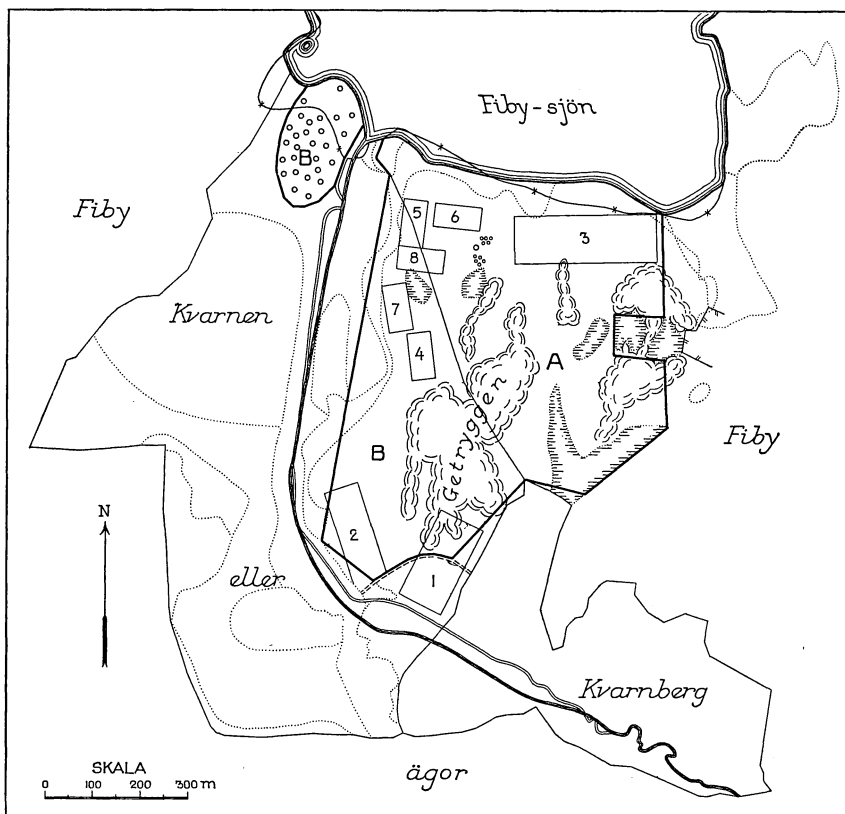 Fiby-sjön
B
Fiby
5
6
3
8
Kvarnen
7
4
A
Getryggen
B
Fiby
N
2
1
eller
Kvarnberg
SKALA
0 100 200 300 m
ägor